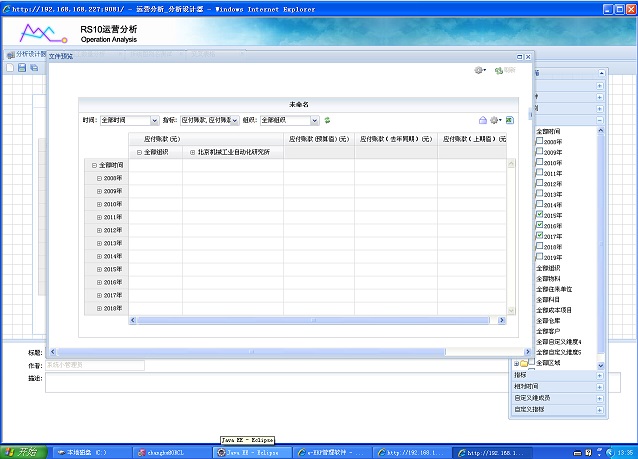 http://192.168.168.227:9081/ - 运营分析_分析设计器 - Windows Internet Explorer
RS10运营分析
Operation Analysis
分析设计器
文件预览
未命名
时间: 全部时间 指标: 应付账款,应付账款 组织: 全部组织
应付账款(元) 应付账款(预算值)(元) 应付账款(去年同期)(元) 应付账款(上期值)(元)
全部组织 北京机械工业自动化研究所
全部时间
2008年
2009年
2010年
2011年
2012年
2013年
2014年
2015年
2016年
2017年
2018年
全部时间
2008年
2009年
2010年
2011年
2012年
2013年
2014年
2015年
2016年
2017年
2018年
2019年
全部组织
全部物料
全部往来单位
全部科目
全部成本项目
全部仓库
全部客户
全部自定义维度4
全部自定义维度5
全部区域
指标
相对时间
自定义维成员
自定义指标
标题:
作者:
描述:
Java EE - Eclipse
开始 本地磁盘 (C:) changhw@ORCL Java EE - Eclipse e-ERP管理软件 - ... http://192.168.1... http://192.168.1... 13:35